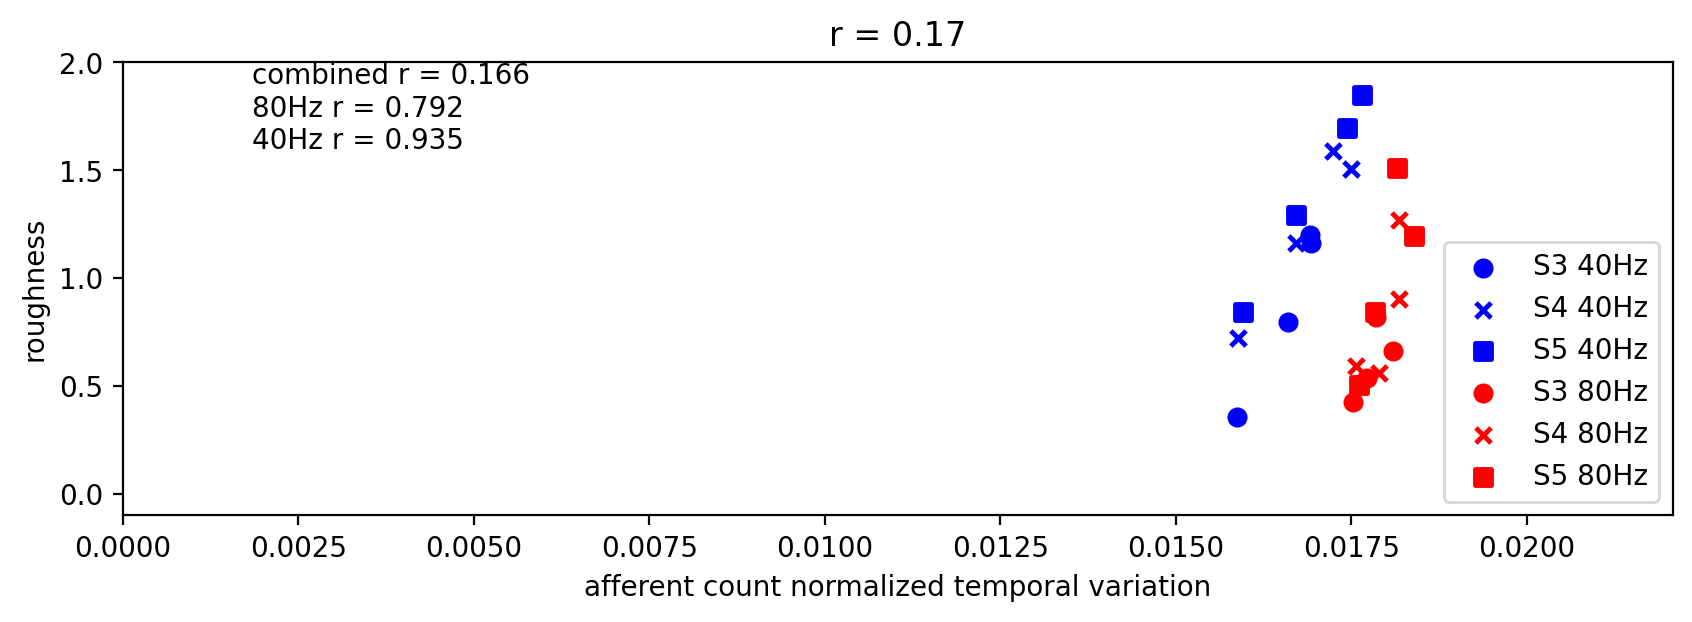 r = 0.17
combined r = 0.166
80Hz r = 0.792
40Hz r = 0.935
2.0
1.5
1.0
0.5
0.0
roughness
S3 40Hz
S4 40Hz
S5 40Hz
S3 80Hz
S4 80Hz
S5 80Hz
0.0000 0.0025 0.0050 0.0075 0.0100 0.0125 0.0150 0.0175 0.0200
afferent count normalized temporal variation